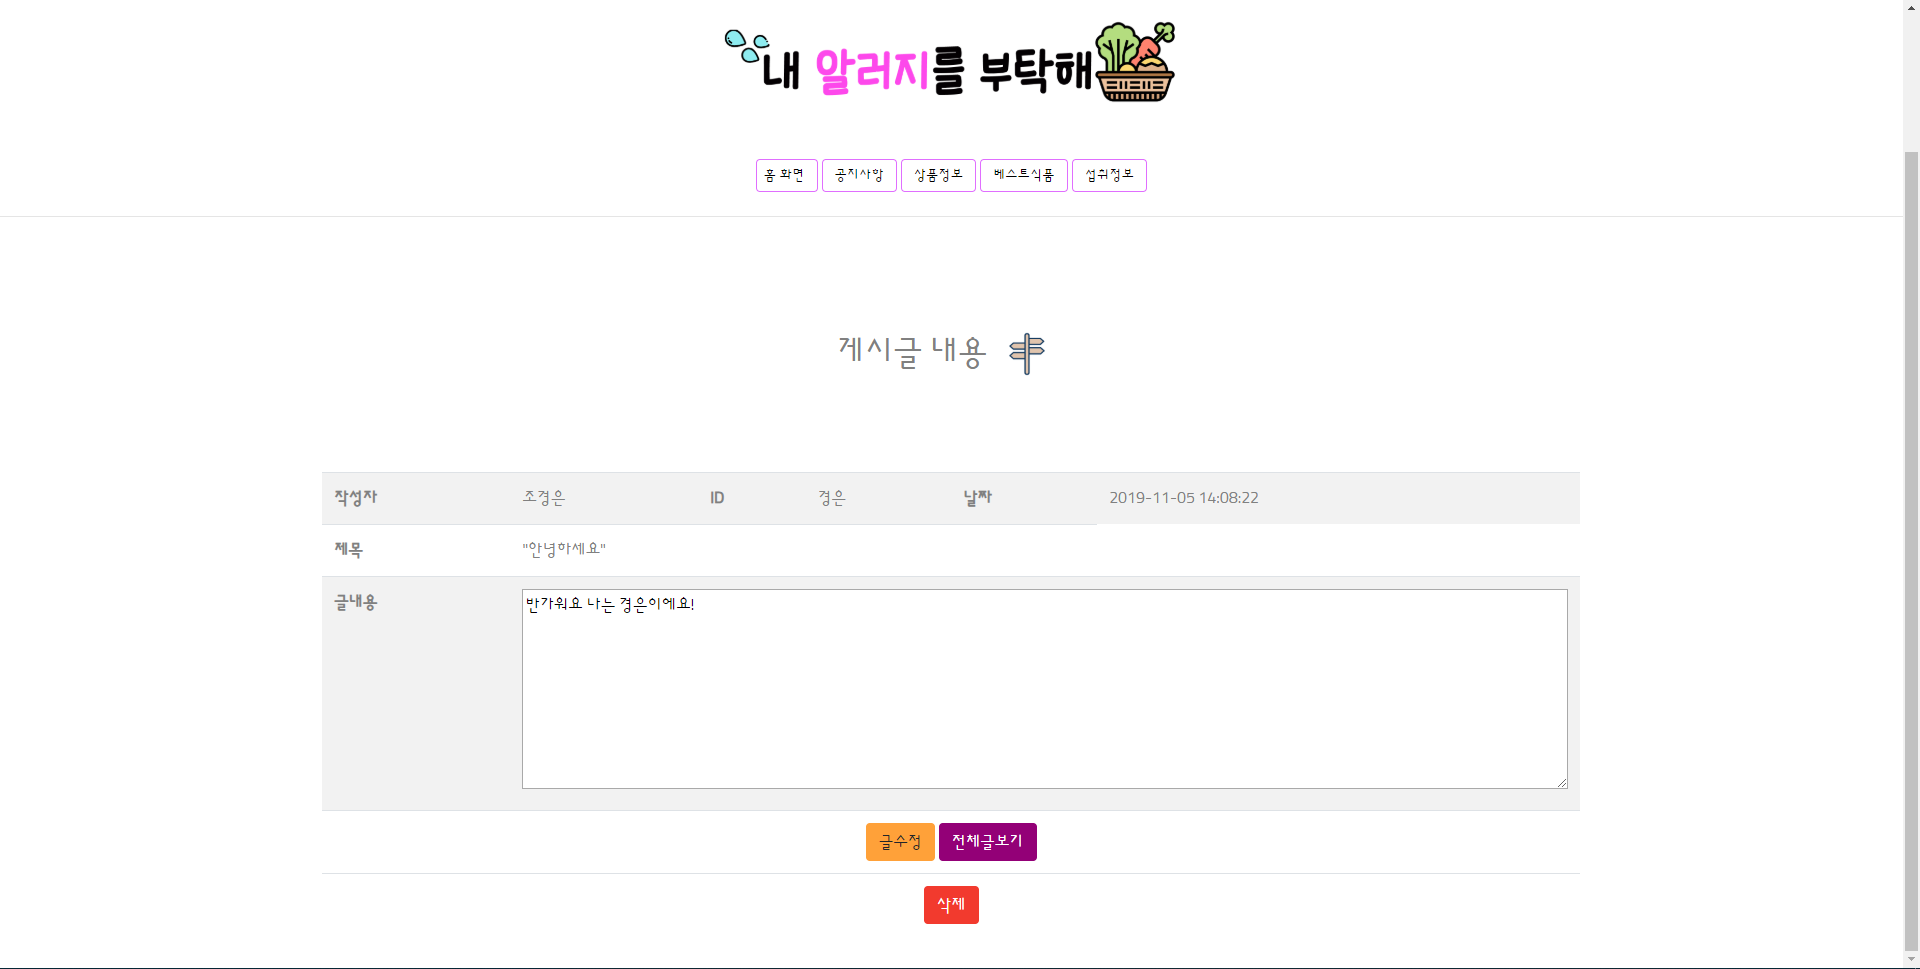 내 알러지를 부탁해
홈 화면 공지사항 상품정보 베스트식품 섭취정보
게시글 내용
작성자 조경은 ID 경은 날짜 2019-11-05 14:08:22
제목 "안녕하세요"
글내용 반가워요 나는 경은이에요!
글수정 전체글보기
삭제